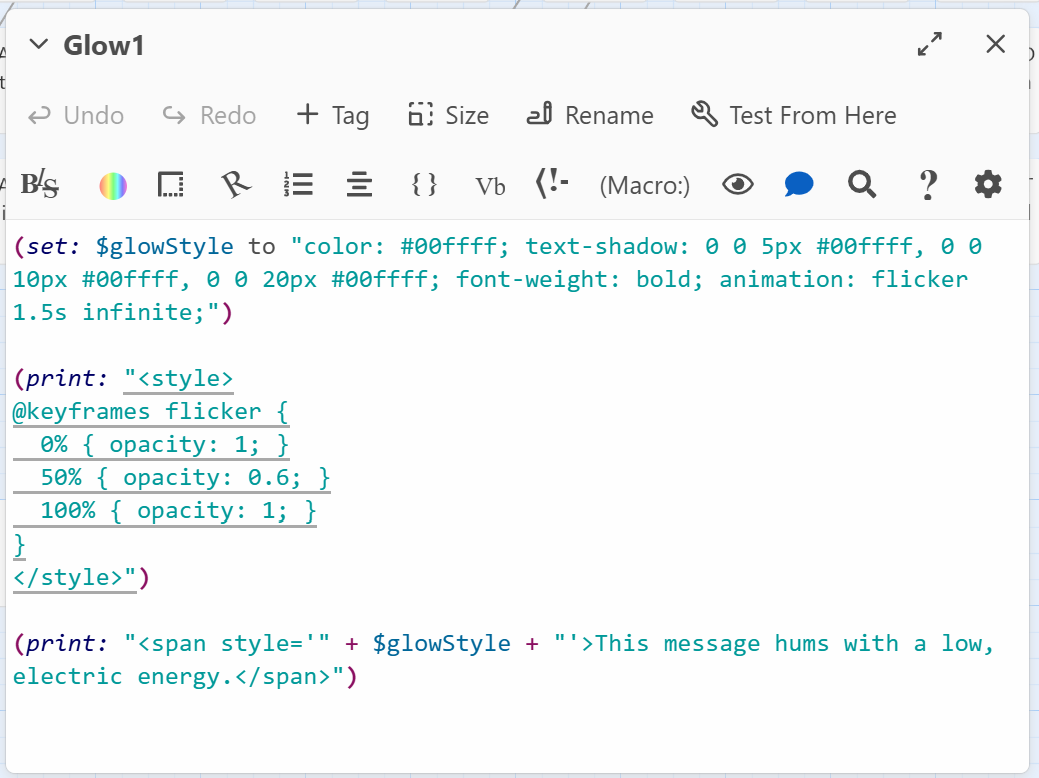 Glow1
Undo Redo + Tag Size Rename Test From Here
{ } Vb (Macro:) ?
(set: $glowStyle to "color: #00ffff; text-shadow: 0 0 5px #00ffff, 0 0
10px #00ffff, 0 0 20px #00ffff; font-weight: bold; animation: flicker
1.5s infinite;")
(print: "<style>
@keyframes flicker {
  0% { opacity: 1; }
  50% { opacity: 0.6; }
  100% { opacity: 1; }
}
</style>")
(print: "<span style='" + $glowStyle + "'>This message hums with a low,
electric energy.</span>")